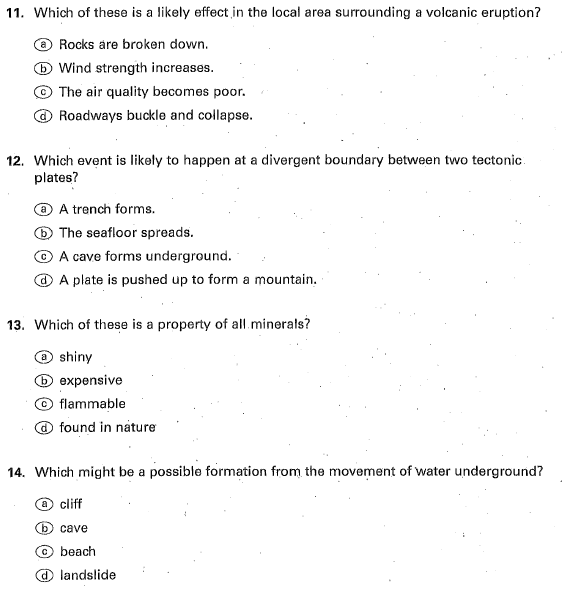 11. Which of these is a likely effect in the local area surrounding a volcanic eruption?
a Rocks are broken down.
b Wind strength increases.
c The air quality becomes poor.
d Roadways buckle and collapse.
12. Which event is likely to happen at a divergent boundary between two tectonic
plates?
a A trench forms.
b The seafloor spreads.
c A cave forms underground.
d A plate is pushed up to form a mountain.
13. Which of these is a property of all minerals?
a shiny
b expensive
c flammable
d found in nature
14. Which might be a possible formation from the movement of water underground?
a cliff
b cave
c beach
d landslide